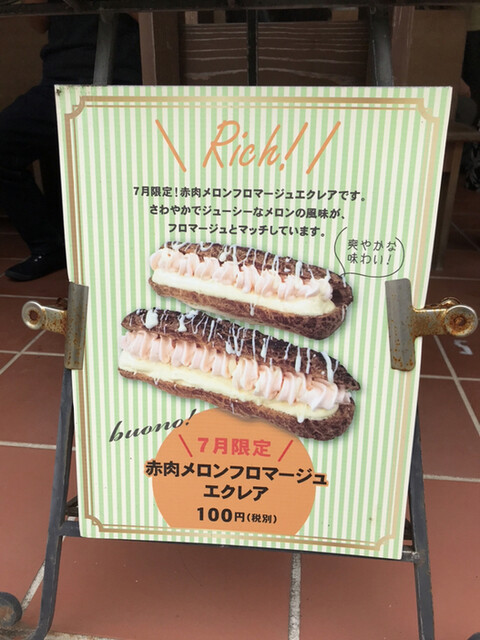 Rich!
7月限定!赤肉メロンフロマージュエクレアです。
さわやかでジューシーなメロンの風味が、
フロマージュとマッチしています。
爽やかな
味わい!
buono!
7月限定
赤肉メロンフロマージュ
エクレア
100円(税別)